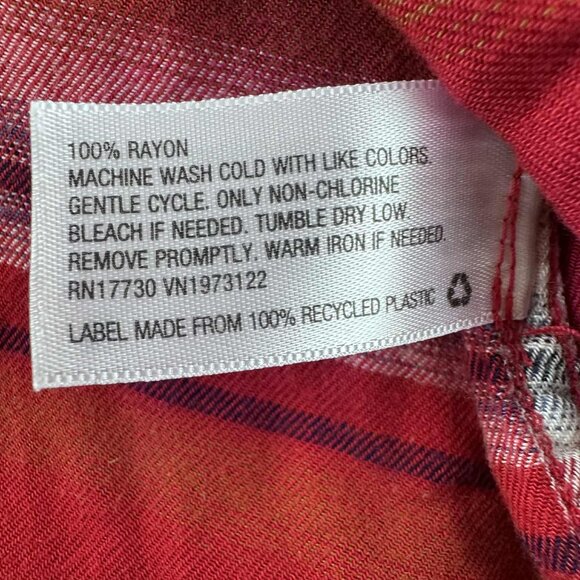 100% RAYON
MACHINE WASH COLD WITH LIKE COLORS.
GENTLE CYCLE. ONLY NON-CHLORINE
BLEACH IF NEEDED. TUMBLE DRY LOW.
REMOVE PROMPTLY. WARM IRON IF NEEDED.
RN17730 VN1973122
LABEL MADE FROM 100% RECYCLED PLASTIC